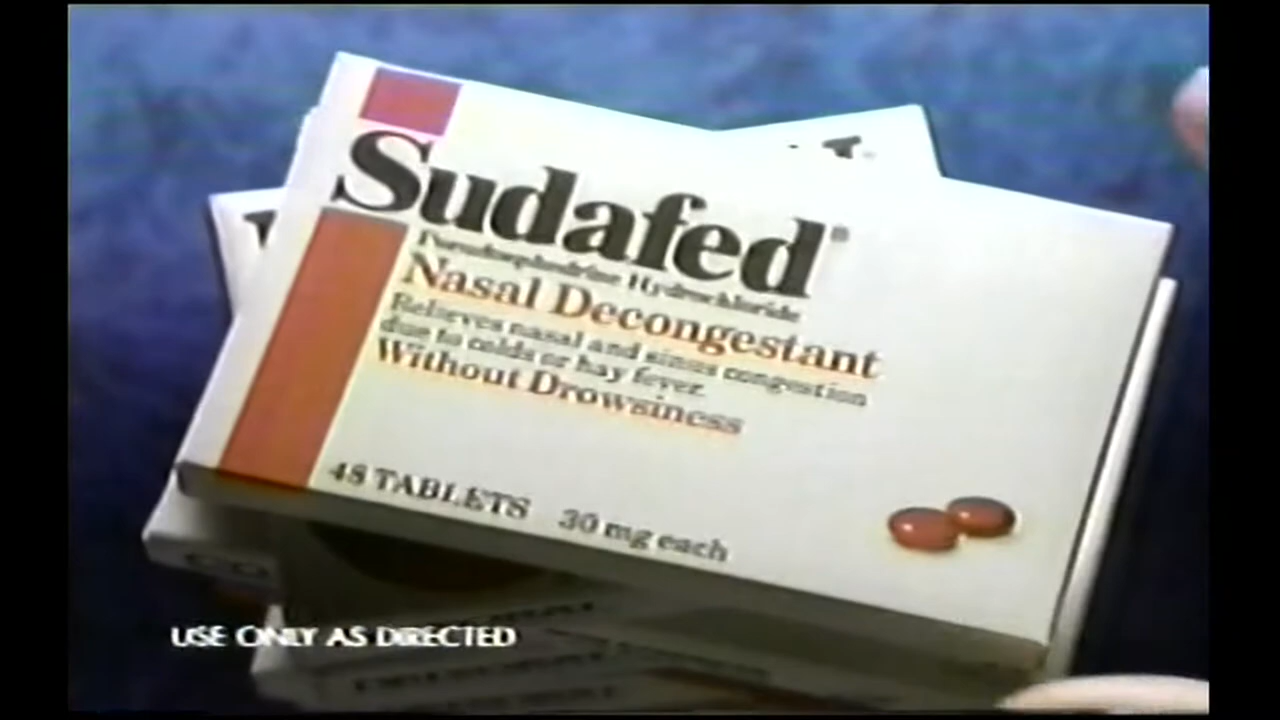 Sudafed®
Pseudoephedrine Hydrochloride
Nasal Decongestant
Relieves nasal and sinus congestion
due to colds or hay fever.
Without Drowsiness
48 TABLETS 30 mg each
USE ONLY AS DIRECTED